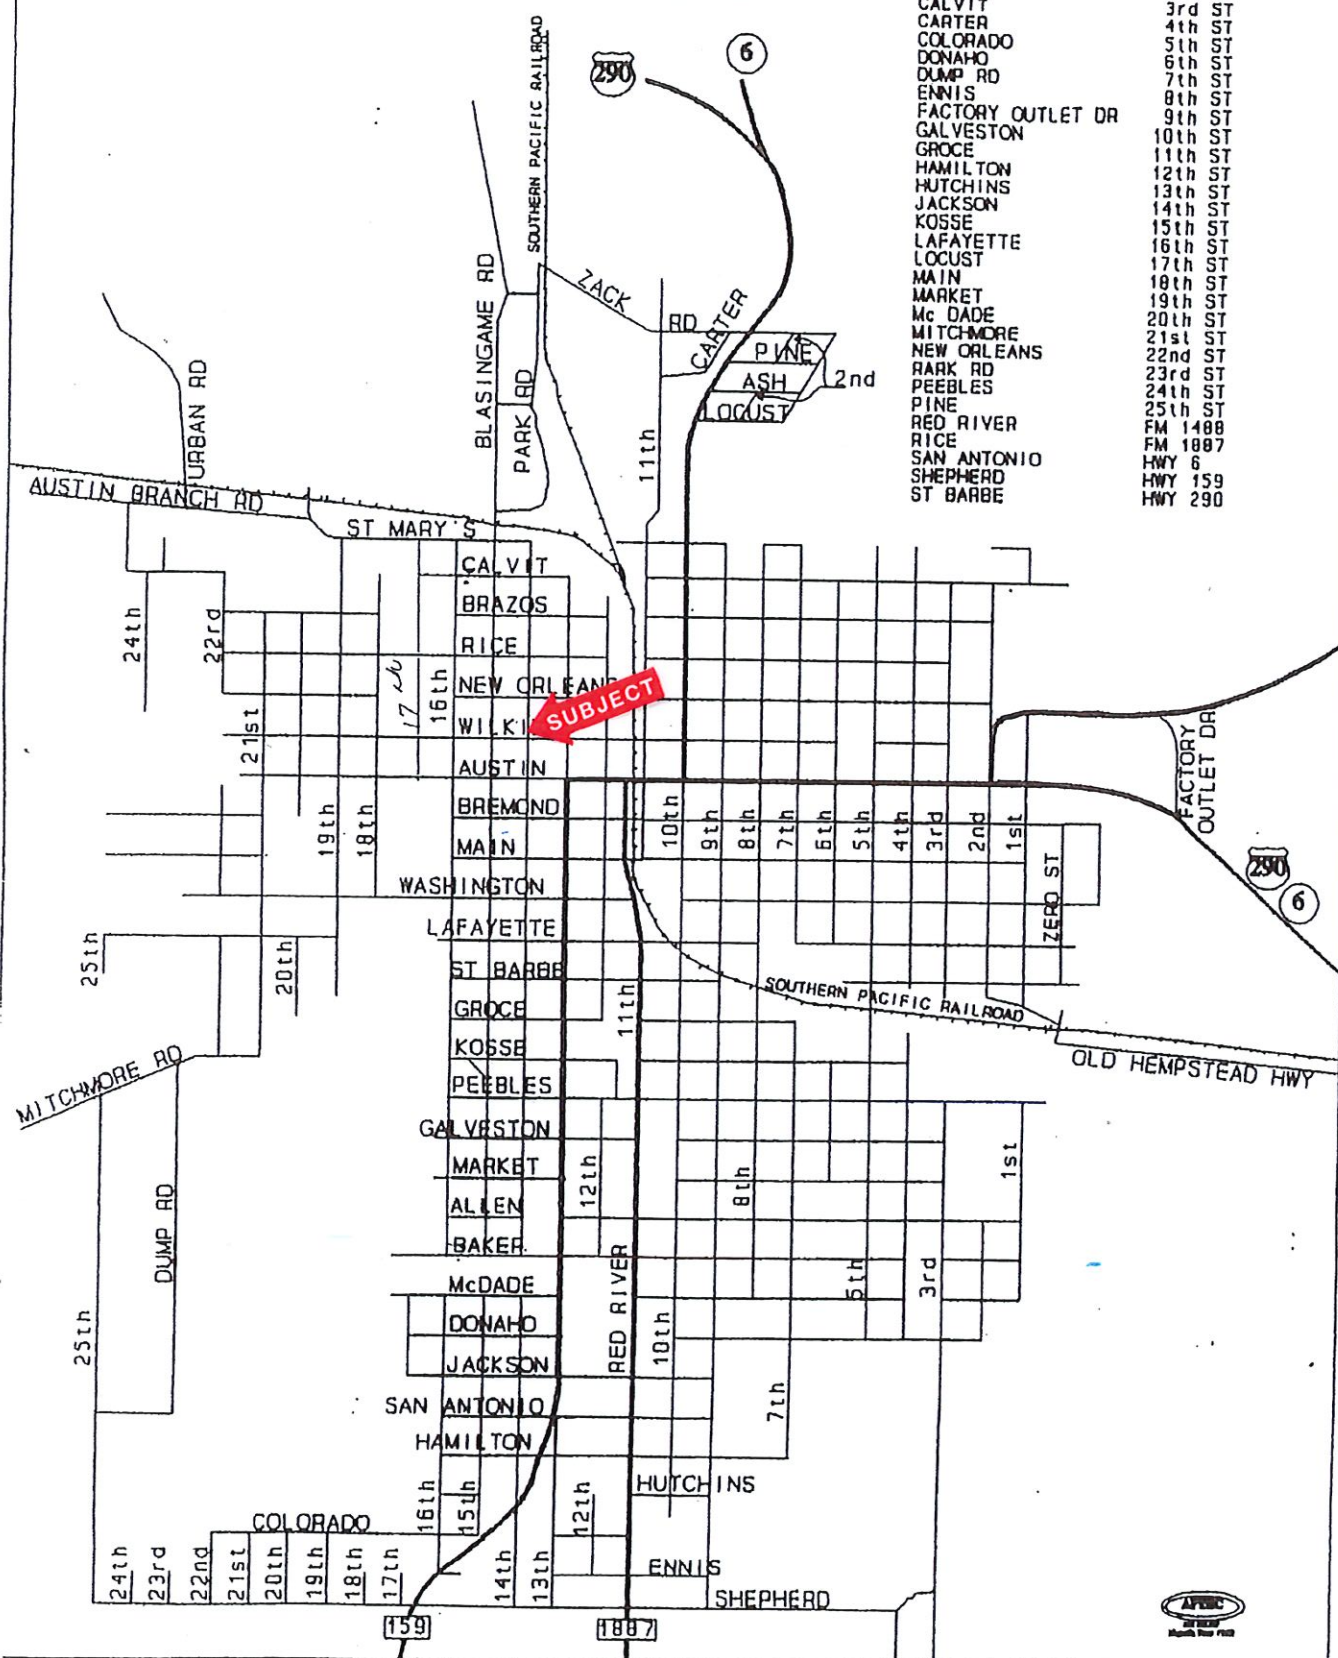 CALVIT 3rd ST
CARTER 4th ST
COLORADO 5th ST
DONAHO 6th ST
DUMP RD 7th ST
ENNIS 8th ST
FACTORY OUTLET DR 9th ST
GALVESTON 10th ST
GROCE 11th ST
HAMILTON 12th ST
HUTCHINS 13th ST
JACKSON 14th ST
KOSSE 15th ST
LAFAYETTE 16th ST
LOCUST 17th ST
MAIN 18th ST
MARKET 19th ST
Mc DADE 20th ST
MITCHMORE 21st ST
NEW ORLEANS 22nd ST
RARK RD 23rd ST
PEEBLES 24th ST
PINE 25th ST
RED RIVER FM 1488
RICE FM 1887
SAN ANTONIO HWY 6
SHEPHERD HWY 159
ST BARBE HWY 290
SOUTHERN PACIFIC RAILROAD
290
6
ZACK RD
CARTER
PINE
ASH
LOCUST
2nd
URBAN RD
BLASINGAME RD
PARK RD
11th
AUSTIN BRANCH RD
ST MARY'S
CALVIT
BRAZOS
RICE
NEW ORLEANS
SUBJECT
AUSTIN
BREMOND
MAIN
WASHINGTON
LAFAYETTE
ST BARBE
GROCE
KOSSE
PEEBLES
GALVESTON
MARKET
ALLEN
BAKER
McDADE
DONAHO
JACKSON
SAN ANTONIO
HAMILTON
24th
22rd
21st
17th
16th
19th
18th
10th
9th
8th
7th
6th
5th
4th
3rd
2nd
1st
FACTORY OUTLET DR
290
6
ZERO ST
25th
20th
11th
SOUTHERN PACIFIC RAILROAD
OLD HEMPSTEAD HWY
MITCHMORE RD
DUMP RD
12th
8th
1st
25th
RED RIVER
10th
5th
3rd
7th
HUTCHINS
16th
15th
12th
COLORADO
24th
23rd
22nd
21st
20th
19th
18th
17th
14th
13th
ENNIS
SHEPHERD
159
1887